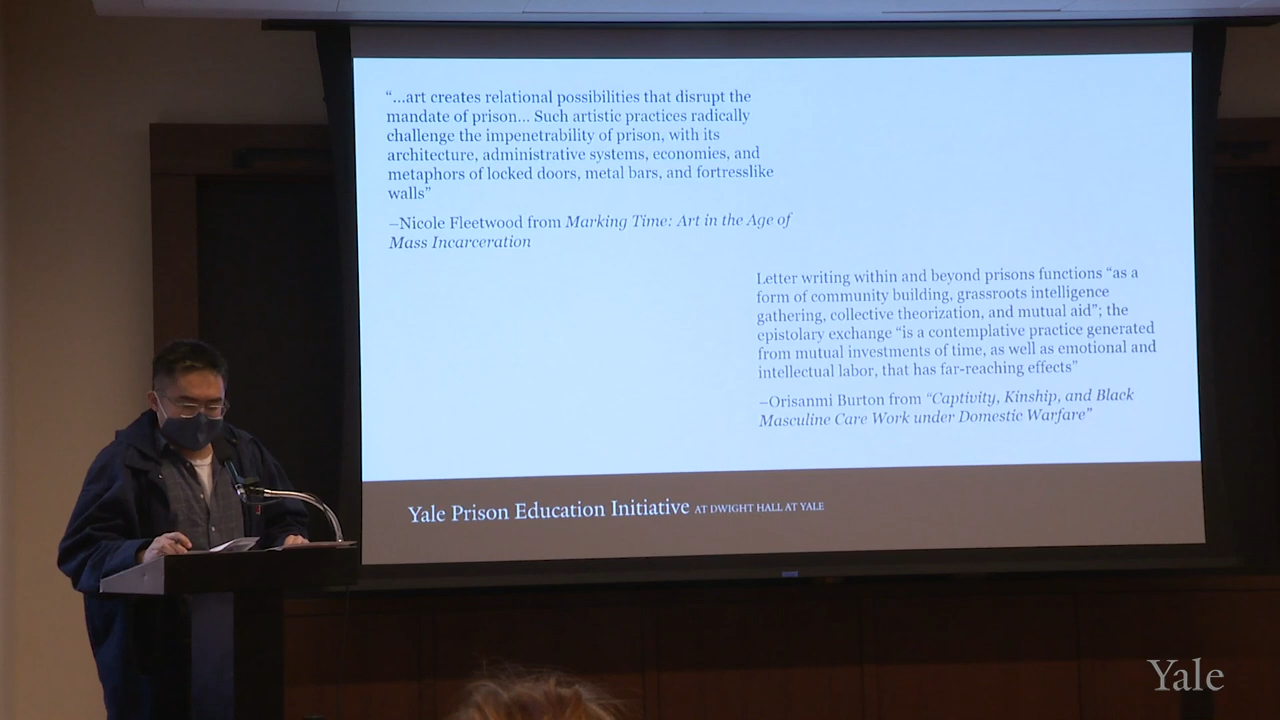 “...art creates relational possibilities that disrupt the
mandate of prison... Such artistic practices radically
challenge the impenetrability of prison, with its
architecture, administrative systems, economies, and
metaphors of locked doors, metal bars, and fortresslike
walls”
–Nicole Fleetwood from Marking Time: Art in the Age of
Mass Incarceration
Letter writing within and beyond prisons functions “as a
form of community building, grassroots intelligence
gathering, collective theorization, and mutual aid”; the
epistolary exchange “is a contemplative practice generated
from mutual investments of time, as well as emotional and
intellectual labor, that has far-reaching effects”
–Orisanmi Burton from “Captivity, Kinship, and Black
Masculine Care Work under Domestic Warfare”
Yale Prison Education Initiative AT DWIGHT HALL AT YALE
Yale